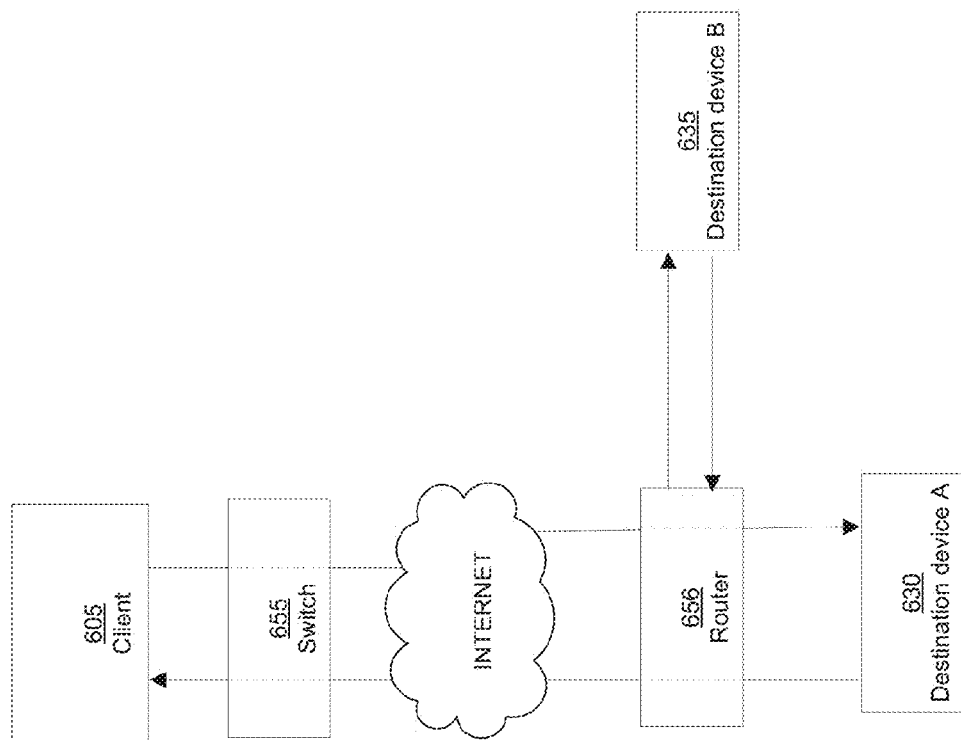 605
Client
655
Switch
INTERNET
656
Router
630
Destination device A
635
Destination device B